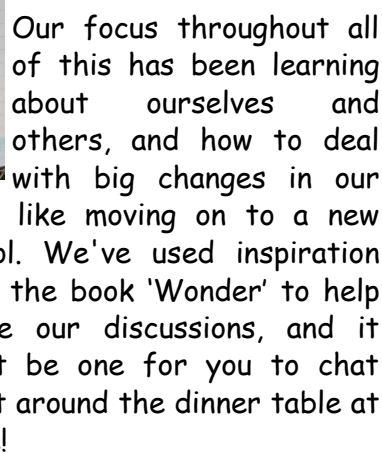 Our focus throughout all
of this has been learning
about ourselves and
others, and how to deal
with big changes in our
like moving on to a new
We've used inspiration
the book ‘Wonder’ to help
our discussions, and it
be one for you to chat
around the dinner table at
!